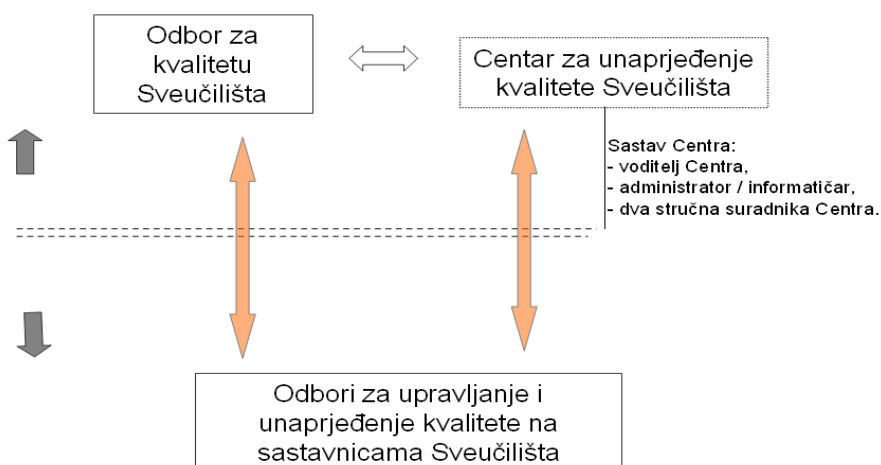 Odbor za
kvalitetu
Sveučilišta
Centar za unaprjeđenje
kvalitete Sveučilišta
Sastav Centra:
- voditelj Centra,
- administrator / informatičar,
- dva stručna suradnika Centra.
Odbori za upravljanje i
unaprjeđenje kvalitete na
sastavnicama Sveučilišta